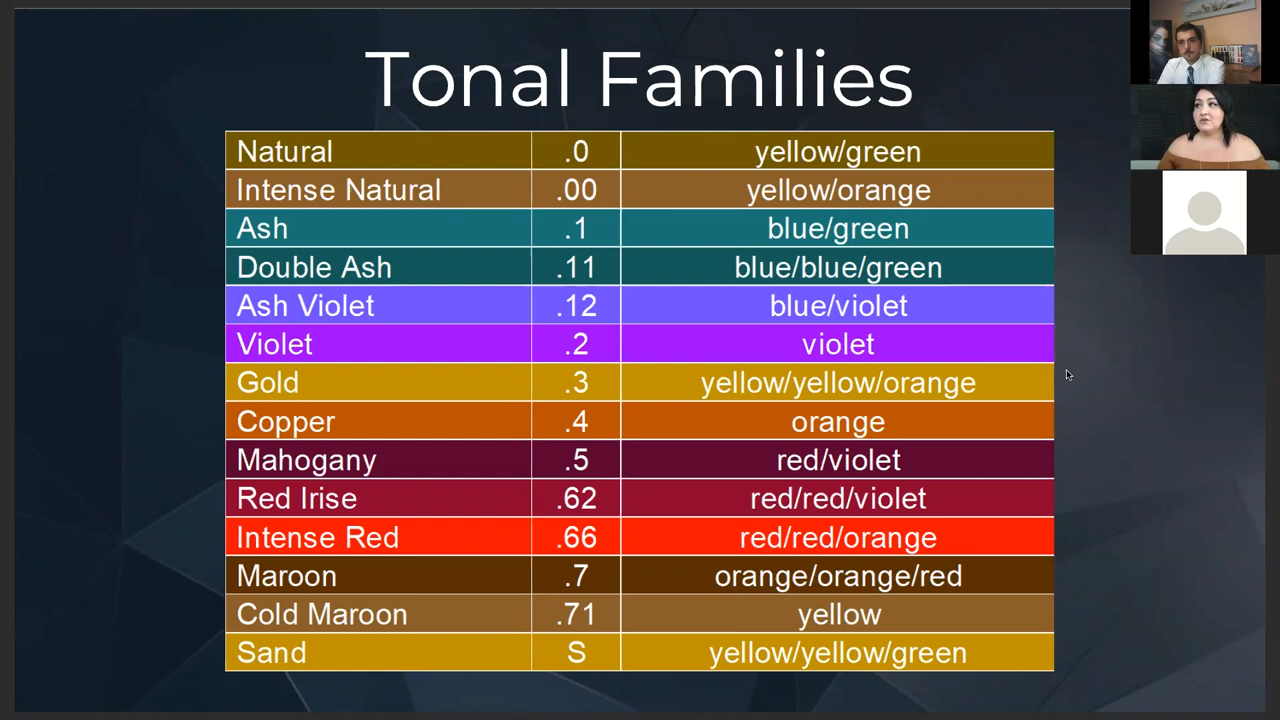 Tonal Families
Natural .0 yellow/green
Intense Natural .00 yellow/orange
Ash .1 blue/green
Double Ash .11 blue/blue/green
Ash Violet .12 blue/violet
Violet .2 violet
Gold .3 yellow/yellow/orange
Copper .4 orange
Mahogany .5 red/violet
Red Irise .62 red/red/violet
Intense Red .66 red/red/orange
Maroon .7 orange/orange/red
Cold Maroon .71 yellow
Sand S yellow/yellow/green